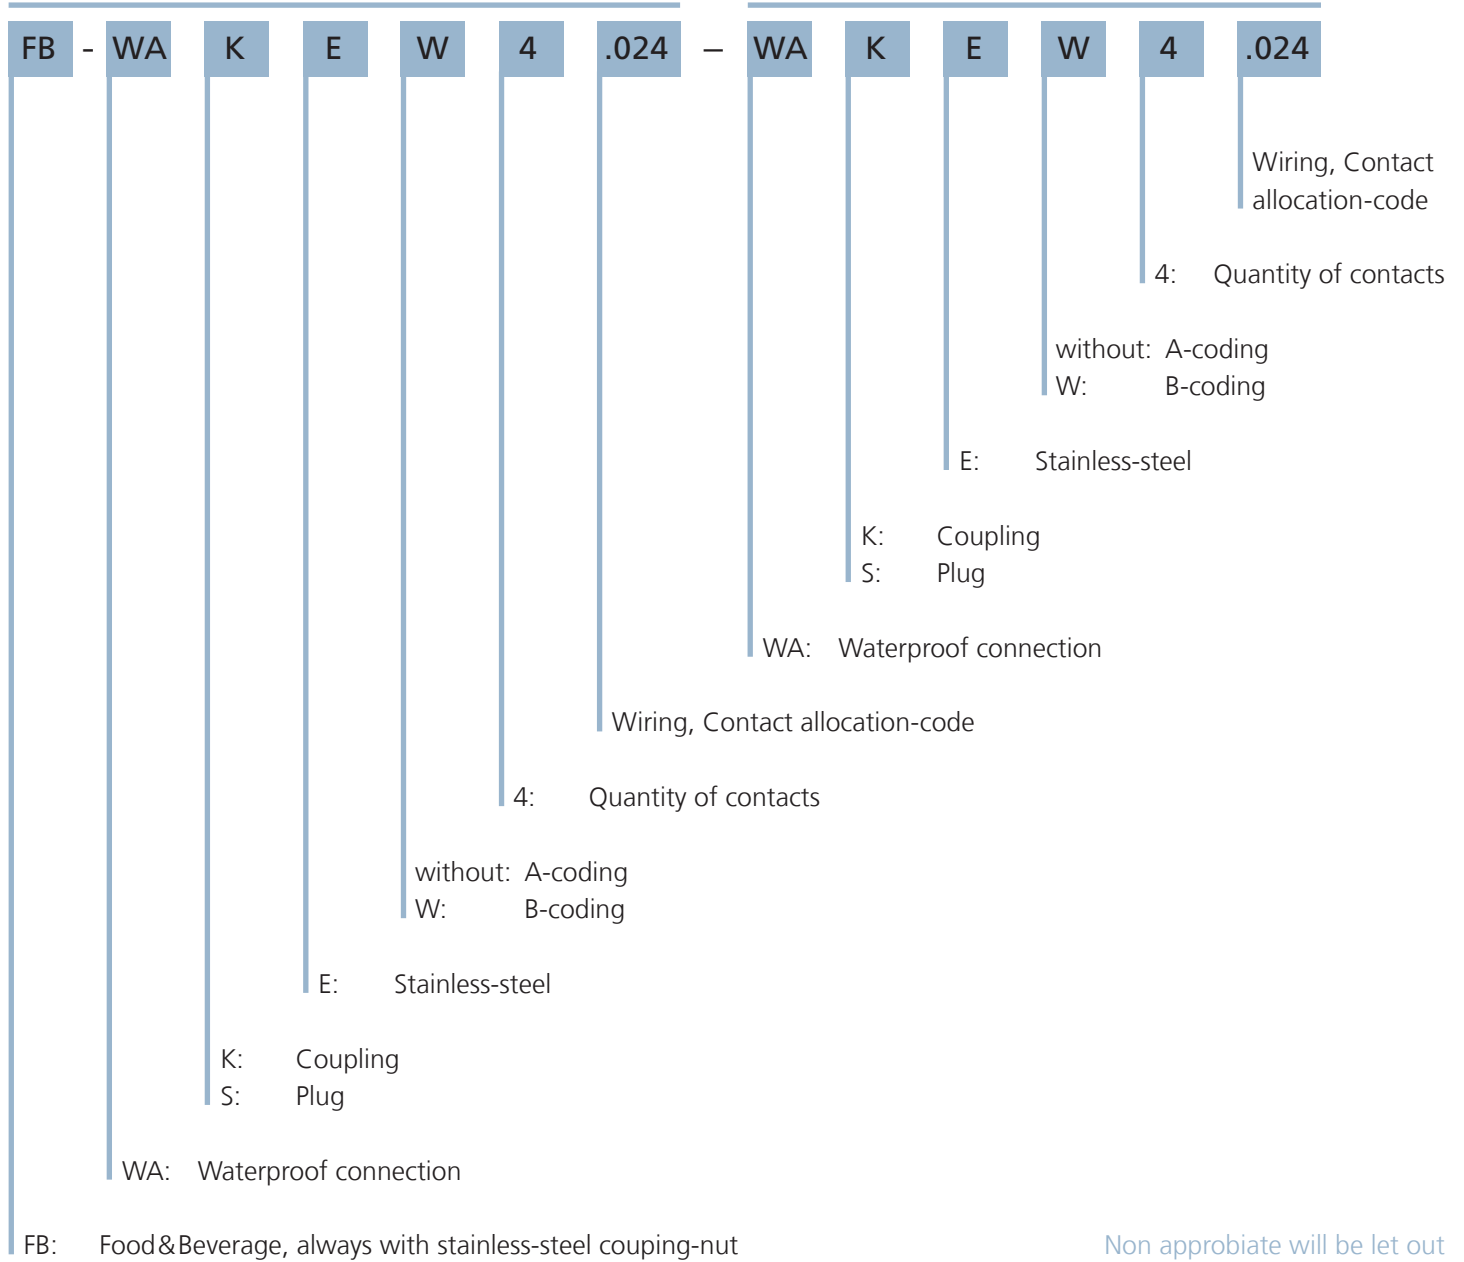 FB - WA K E W 4 .024 – WA K E W 4 .024
Wiring, Contact
allocation-code
4: Quantity of contacts
without: A-coding
W: B-coding
E: Stainless-steel
K: Coupling
S: Plug
WA: Waterproof connection
Wiring, Contact allocation-code
4: Quantity of contacts
without: A-coding
W: B-coding
E: Stainless-steel
K: Coupling
S: Plug
WA: Waterproof connection
FB: Food&Beverage, always with stainless-steel couping-nut
Non approbiate will be let out